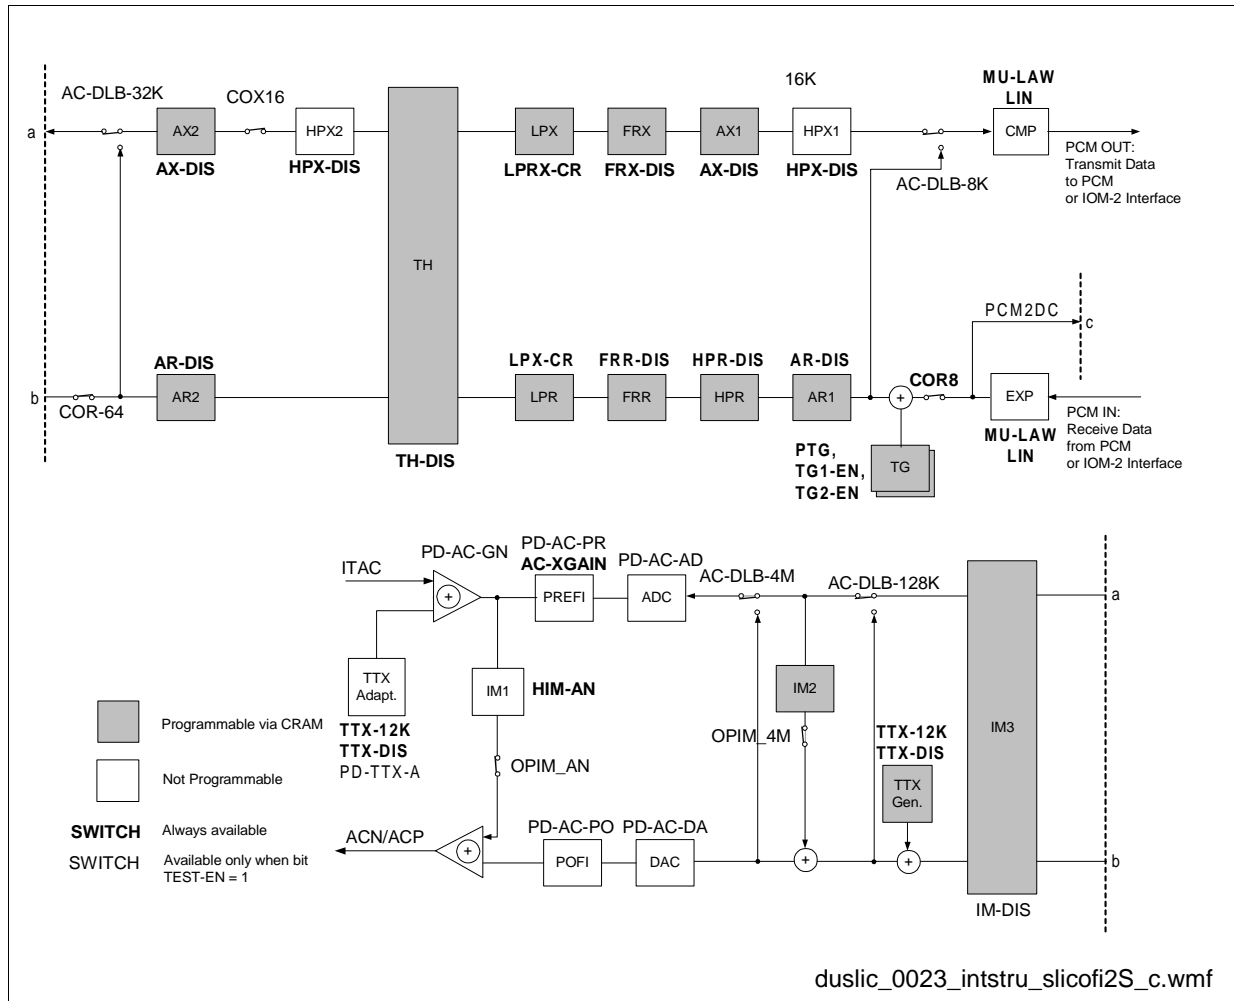 AC-DLB-32K
COX16
16K
MU-LAW
LIN
a
AX2
HPX2
LPX
FRX
AX1
HPX1
CMP
AX-DIS
HPX-DIS
LPRX-CR
FRX-DIS
AX-DIS
HPX-DIS
AC-DLB-8K
PCM OUT:
Transmit Data
to PCM
or IOM-2 Interface
TH
PCM2DC
c
AR-DIS
LPX-CR
FRR-DIS
HPR-DIS
AR-DIS
COR8
b
COR-64
AR2
LPR
FRR
HPR
AR1
+
EXP
PCM IN:
Receive Data
from PCM
or IOM-2 Interface
MU-LAW
LIN
TH-DIS
PTG,
TG1-EN,
TG2-EN
TG
ITAC
PD-AC-GN
PD-AC-PR
AC-XGAIN
PD-AC-AD
AC-DLB-4M
AC-DLB-128K
a
+
PREFI
ADC
TTX
Adapt.
IM1
HIM-AN
IM2
IM3
TTX-12K
TTX-DIS
PD-TTX-A
OPIM_AN
OPIM_4M
TTX-12K
TTX-DIS
TTX
Gen.
Programmable via CRAM
Not Programmable
SWITCH Always available
SWITCH Available only when bit
TEST-EN = 1
ACN/ACP
PD-AC-PO
PD-AC-DA
+
POFI
DAC
+
+
b
IM-DIS
duslic_0023_intstru_slicofi2S_c.wmf